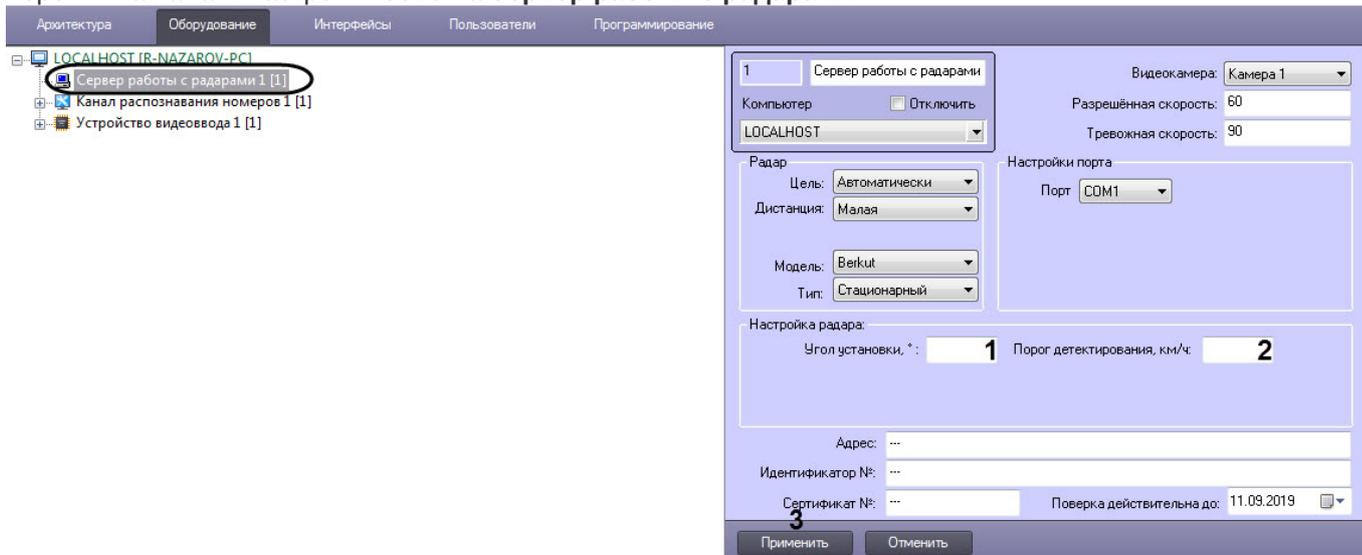 Архитектура Оборудование Интерфейсы Пользователи Программирование
LOCALHOST [R-NAZAROV-PC]
Сервер работы с радарами 1 [1]
Канал распознавания номеров 1 [1]
Устройство видеоввода 1 [1]
1 Сервер работы с радарами
Компьютер Отключить
LOCALHOST
Видеокамера: Камера 1
Разрешённая скорость: 60
Тревожная скорость: 90
Радар
Цель: Автоматически
Дистанция: Малая
Модель: Berkut
Тип: Стационарный
Настройки порта
Порт COM1
Настройка радара:
Угол установки, °: 1 Порог детектирования, км/ч: 2
Адрес: ---
Идентификатор №: ---
Сертификат №: --- Поверка действительна до: 11.09.2019
3
Применить Отменить